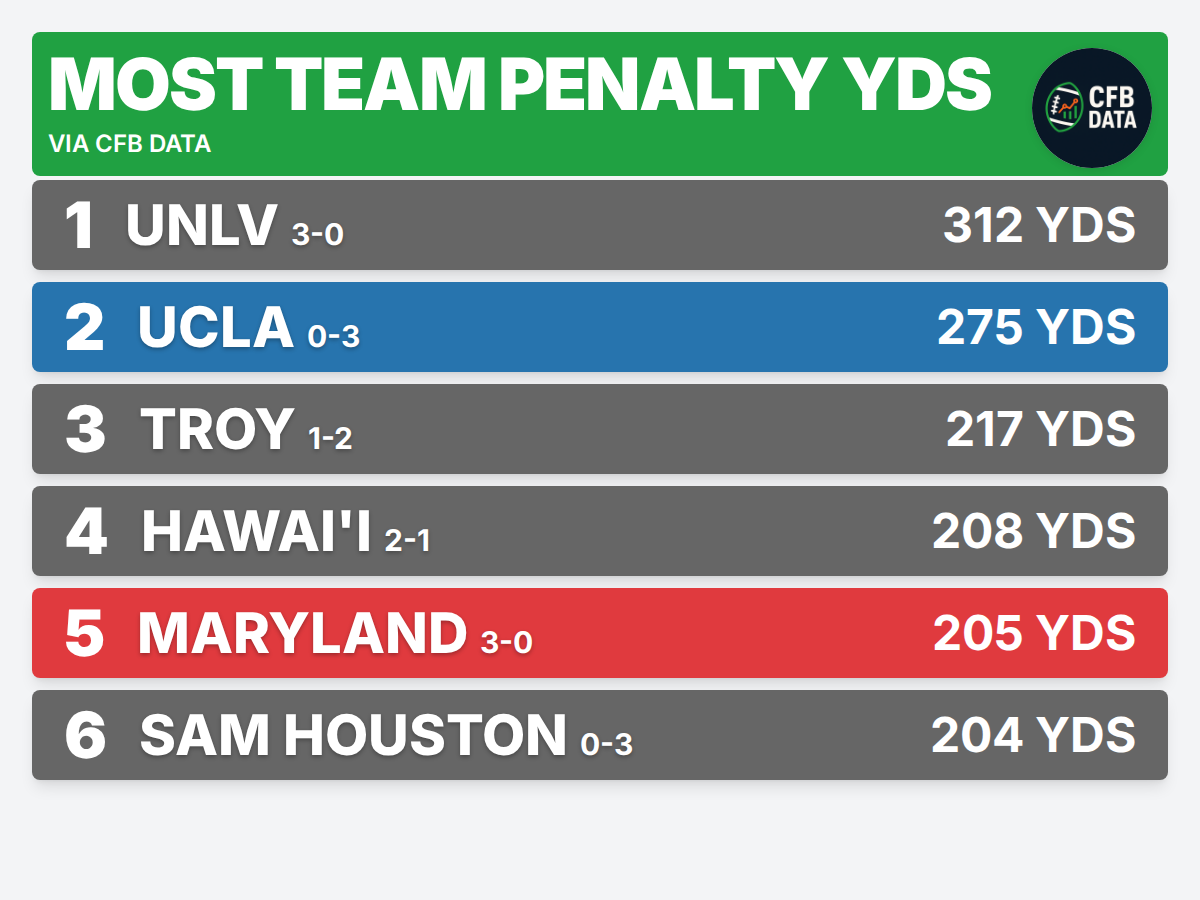 MOST TEAM PENALTY YDS
VIA CFB DATA
CFB
DATA
1 UNLV 3-0 312 YDS
2 UCLA 0-3 275 YDS
3 TROY 1-2 217 YDS
4 HAWAI'I 2-1 208 YDS
5 MARYLAND 3-0 205 YDS
6 SAM HOUSTON 0-3 204 YDS